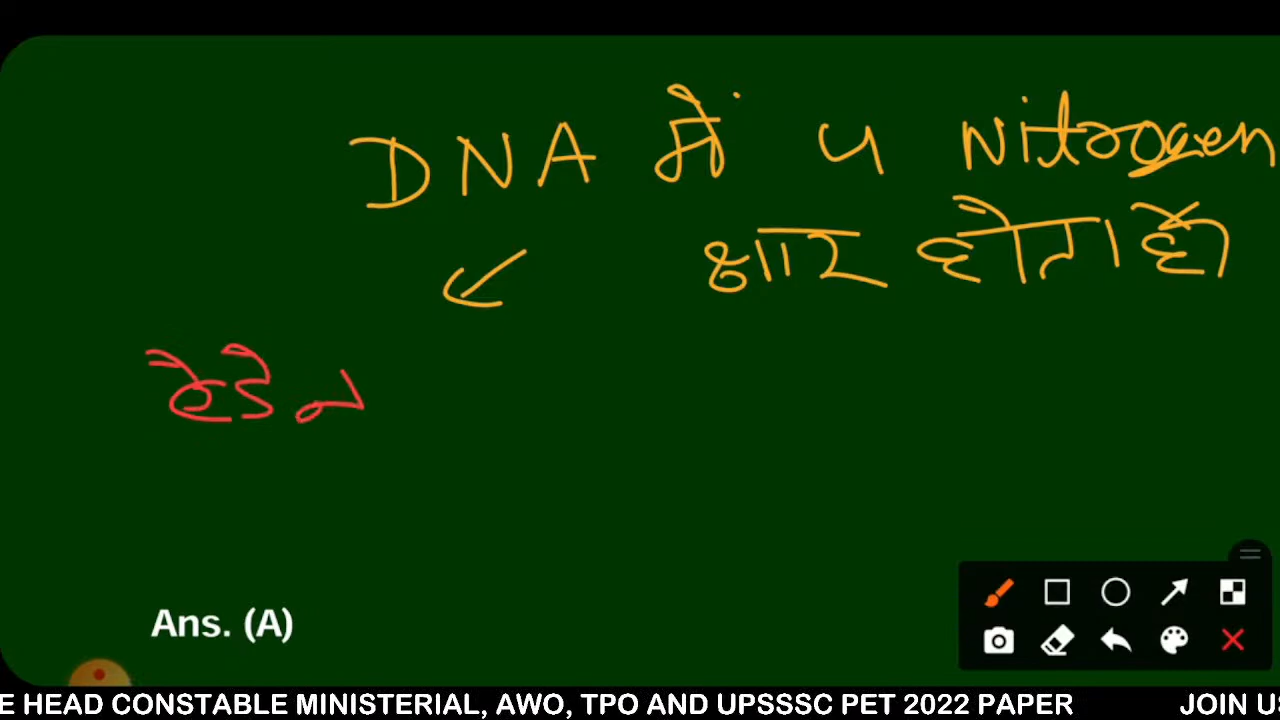 DNA में 4 Nitrogen
क्षार होता है
Ans. (A)
E HEAD CONSTABLE MINISTERIAL, AWO, TPO AND UPSSSC PET 2022 PAPER JOIN U